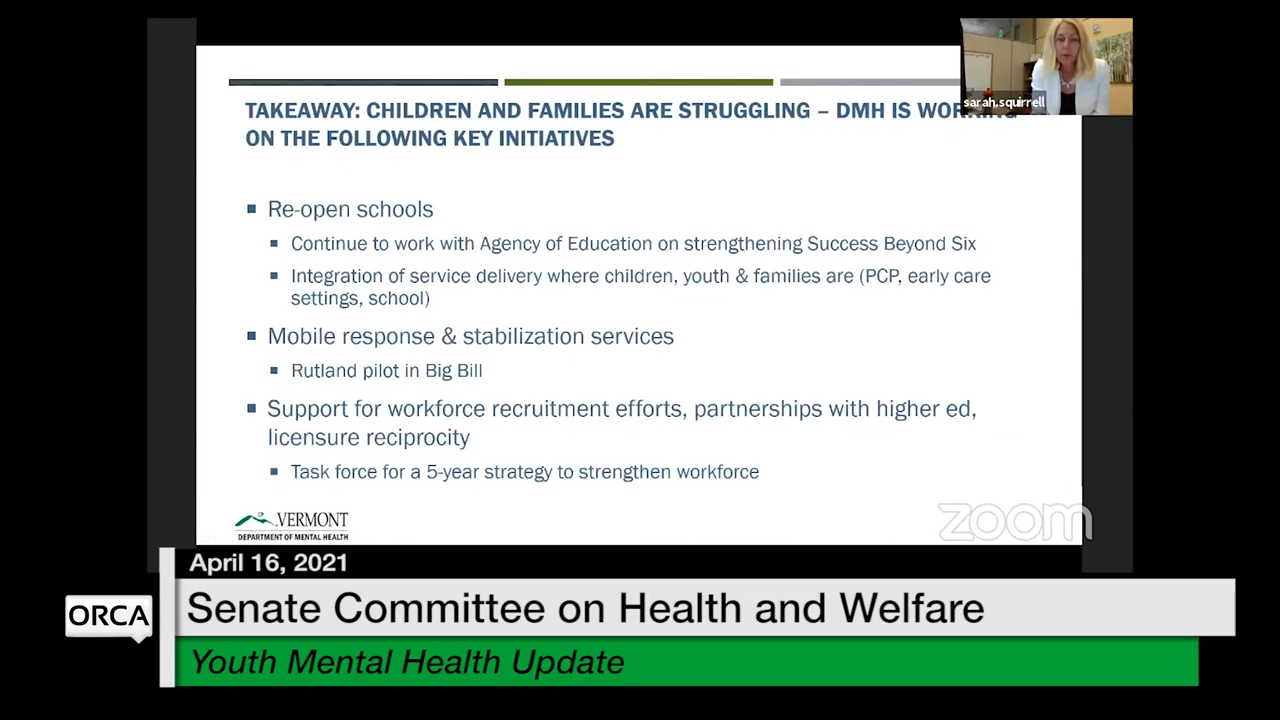 sarah.squirrell
TAKEAWAY: CHILDREN AND FAMILIES ARE STRUGGLING – DMH IS WORKING
ON THE FOLLOWING KEY INITIATIVES
Re-open schools
Continue to work with Agency of Education on strengthening Success Beyond Six
Integration of service delivery where children, youth & families are (PCP, early care
settings, school)
Mobile response & stabilization services
Rutland pilot in Big Bill
Support for workforce recruitment efforts, partnerships with higher ed,
licensure reciprocity
Task force for a 5-year strategy to strengthen workforce
VERMONT
DEPARTMENT OF MENTAL HEALTH
zoom
April 16, 2021
ORCA
Senate Committee on Health and Welfare
Youth Mental Health Update